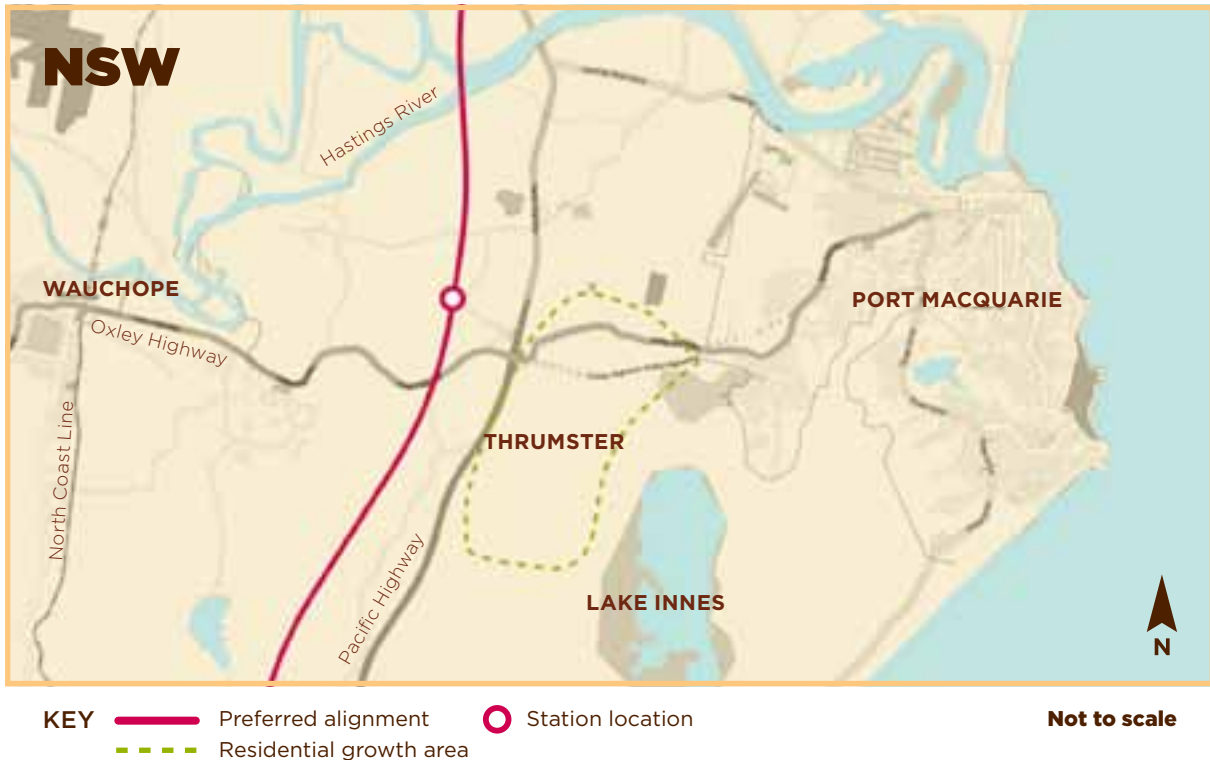 NSW
Hastings River
WAUCHOPE
Oxley Highway
PORT MACQUARIE
North Coast Line
THRUMSTER
Pacific Highway
LAKE INNES
N
KEY
Preferred alignment
Station location
Not to scale
Residential growth area